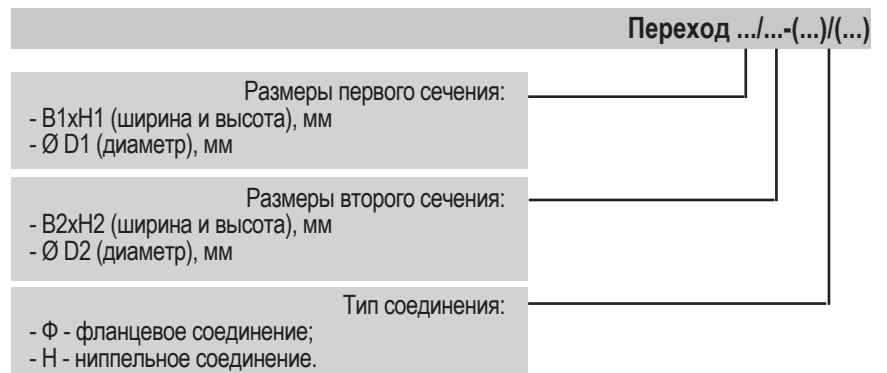 Переход .../...-(...)/(...)
Размеры первого сечения:
- B1xH1 (ширина и высота), мм
- Ø D1 (диаметр), мм
Размеры второго сечения:
- B2xH2 (ширина и высота), мм
- Ø D2 (диаметр), мм
Тип соединения:
- Ф - фланцевое соединение;
- Н - ниппельное соединение.